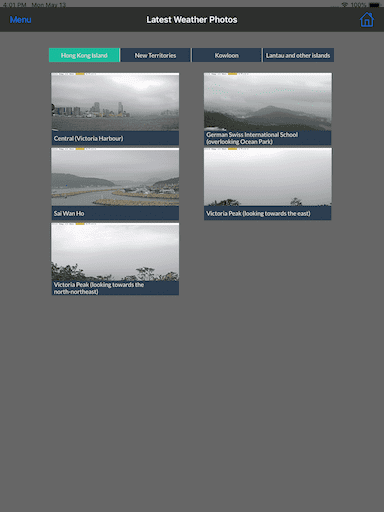 4:01 PM Mon May 13
100%
Menu
Latest Weather Photos
Hong Kong Island
New Territories
Kowloon
Lantau and other islands
Central (Victoria Harbour)
German Swiss International School
(overlooking Ocean Park)
Sai Wan Ho
Victoria Peak (looking towards the east)
Victoria Peak (looking towards the
north-northeast)